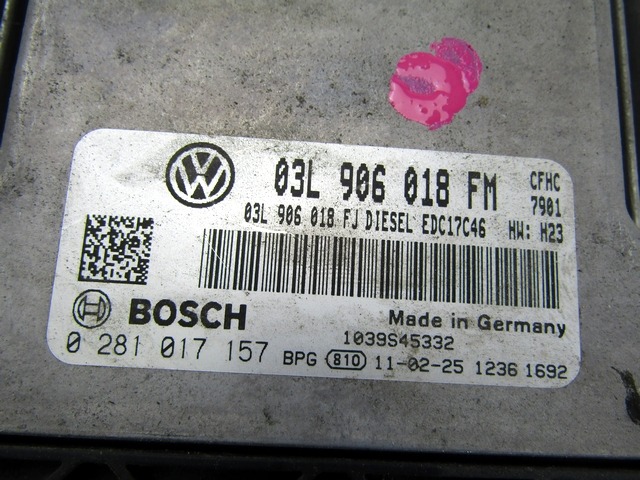 03L 906 018 FM CFHC
7901
03L 906 018 FJ DIESEL EDC17C46 HW: H23
BOSCH Made in Germany
1039S45332
0 281 017 157 BPG 810 11-02-25 1236 1692